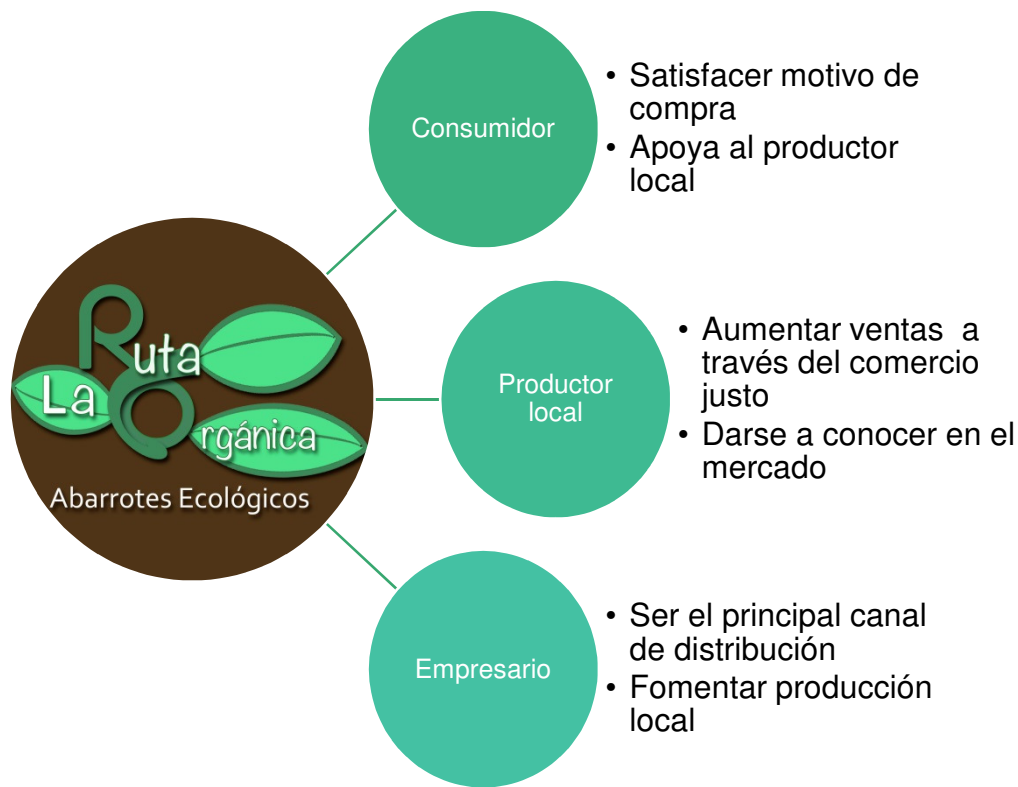 La Ruta
Orgánica
Abarrotes Ecológicos
Consumidor
• Satisfacer motivo de
compra
• Apoya al productor
local
Productor
local
• Aumentar ventas a
través del comercio
justo
• Darse a conocer en el
mercado
Empresario
• Ser el principal canal
de distribución
• Fomentar producción
local